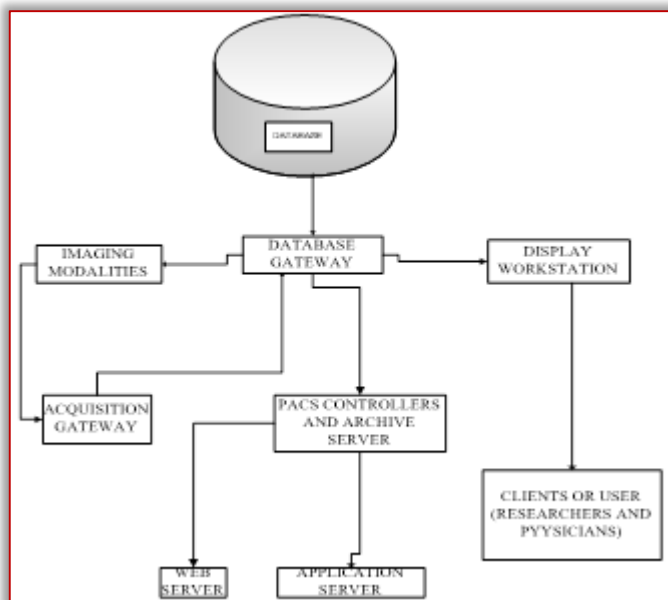 DATABASE
IMAGING
MODALITIES
DATABASE
GATEWAY
DISPLAY
WORKSTATION
ACQUISITION
GATEWAY
PACS CONTROLLERS
AND ARCHIVE
SERVER
CLIENTS OR USER
(RESEARCHERS AND
PYYSICIANS)
WEB
SERVER
APPLICATION
SERVER